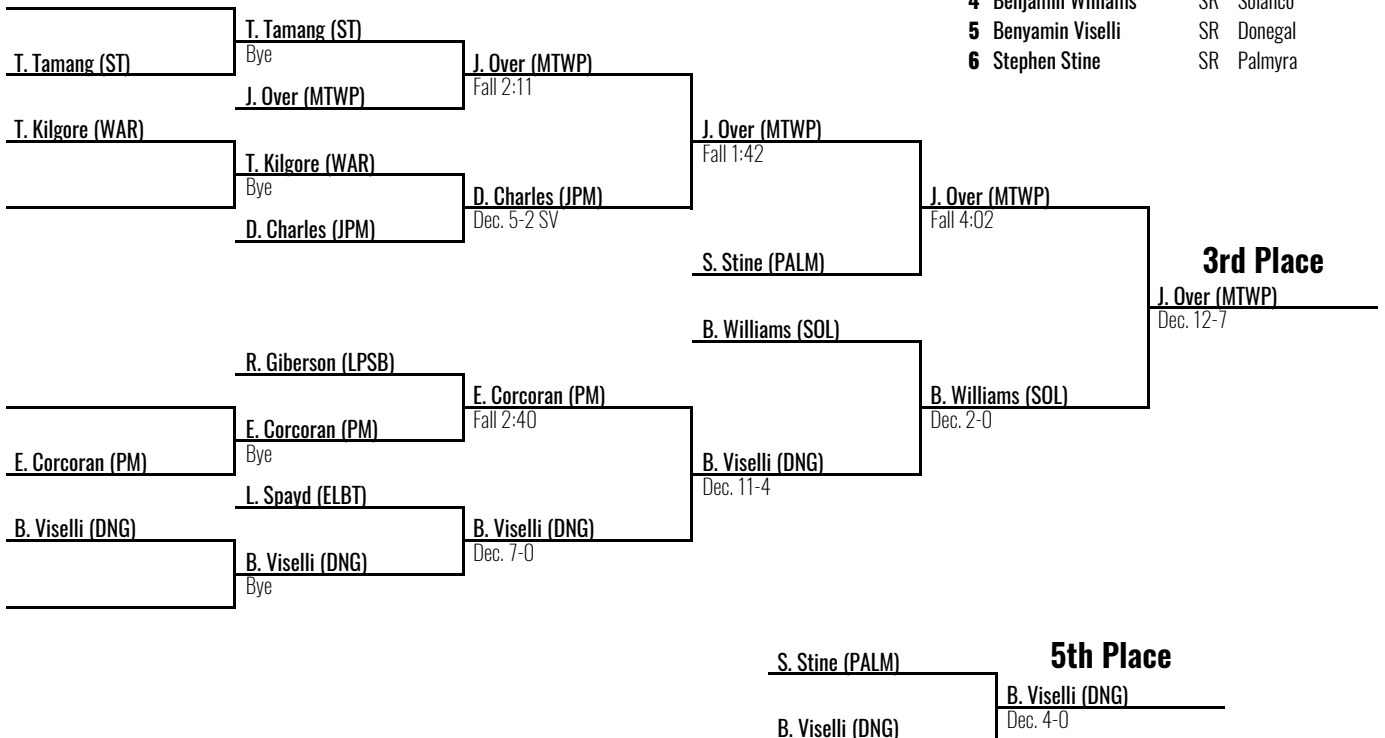 4 Benjamin Williams SR Solanco
5 Benyamin Viselli SR Donegal
6 Stephen Stine SR Palmyra
T. Tamang (ST)
Bye
T. Tamang (ST)
J. Over (MTWP)
Fall 2:11
J. Over (MTWP)
T. Kilgore (WAR)
J. Over (MTWP)
Fall 1:42
T. Kilgore (WAR)
Bye
D. Charles (JPM)
Dec. 5-2 SV
J. Over (MTWP)
Fall 4:02
D. Charles (JPM)
S. Stine (PALM)
3rd Place
J. Over (MTWP)
Dec. 12-7
B. Williams (SOL)
R. Giberson (LPSB)
E. Corcoran (PM)
Fall 2:40
B. Williams (SOL)
Dec. 2-0
E. Corcoran (PM)
Bye
E. Corcoran (PM)
B. Viselli (DNG)
Dec. 11-4
L. Spayd (ELBT)
B. Viselli (DNG)
B. Viselli (DNG)
Dec. 7-0
B. Viselli (DNG)
Bye
5th Place
S. Stine (PALM)
B. Viselli (DNG)
Dec. 4-0
B. Viselli (DNG)